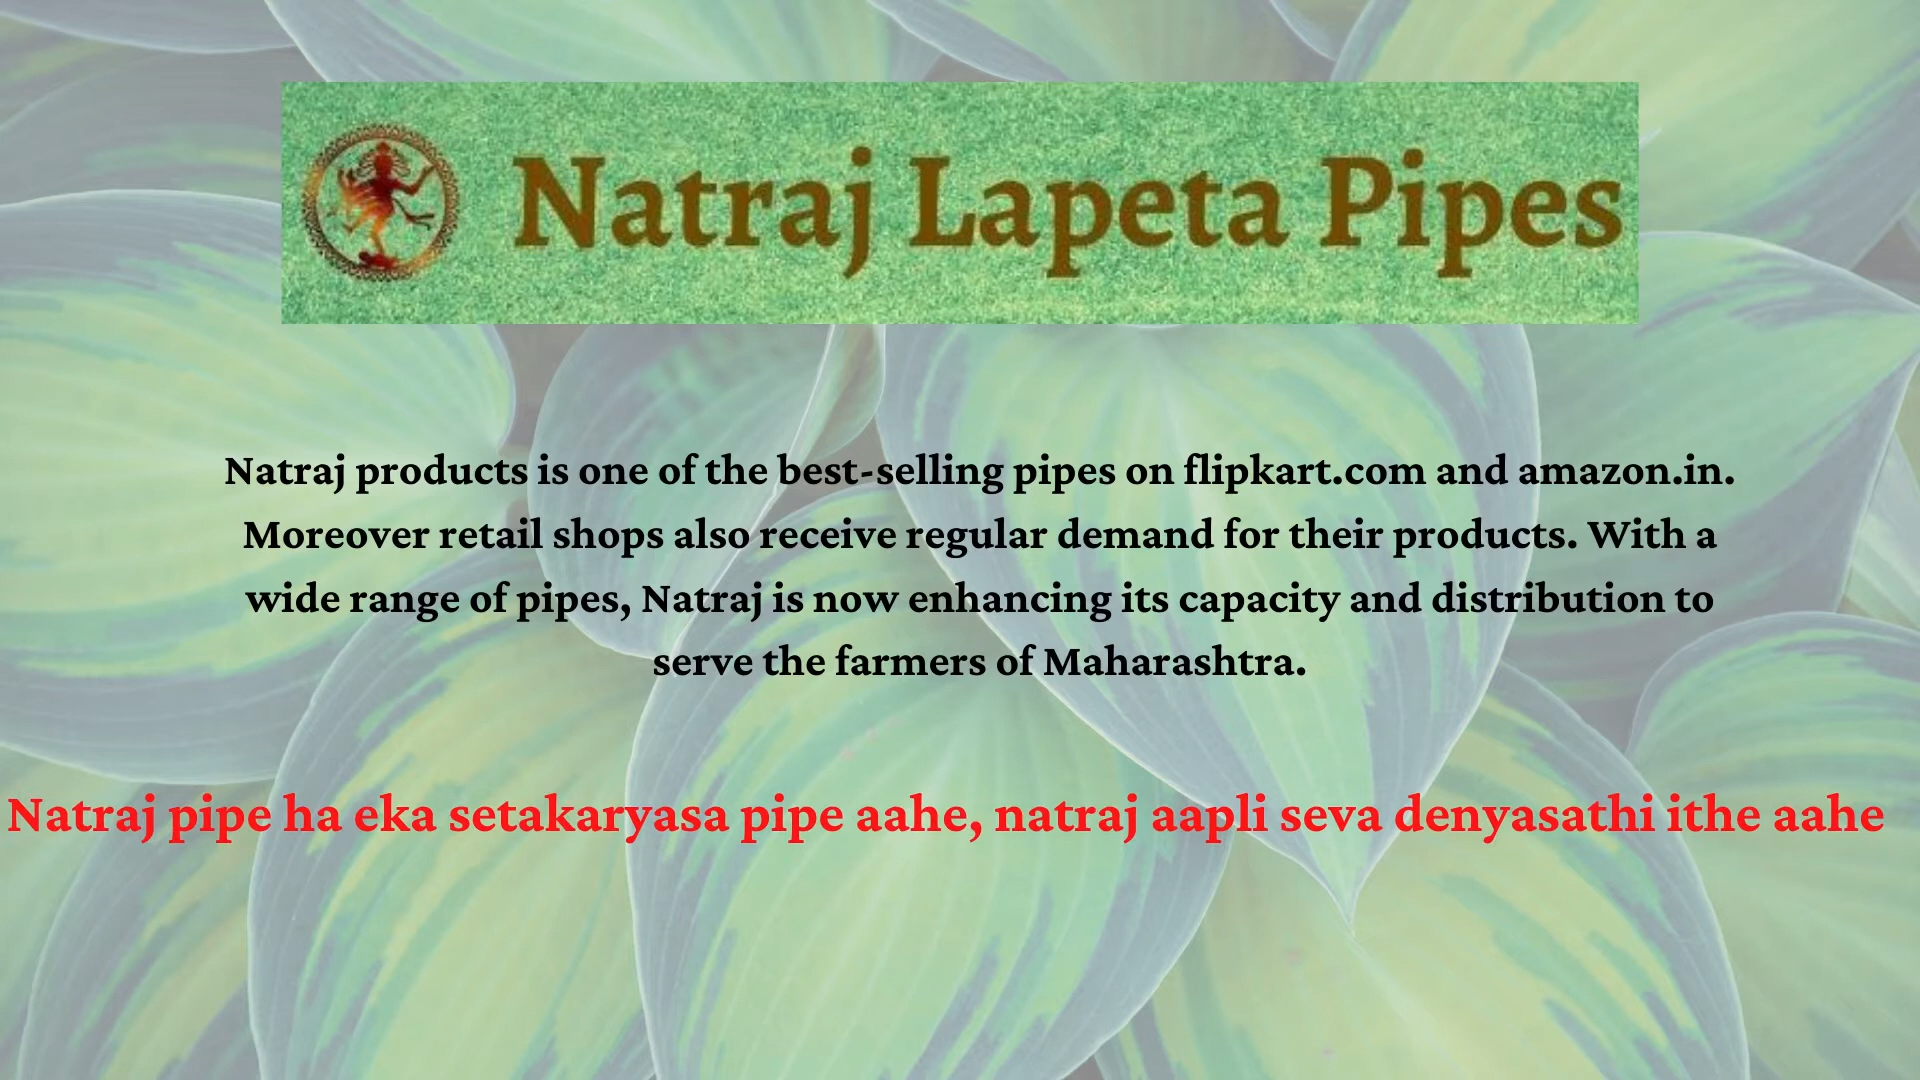 Natraj Lapeta Pipes
Natraj products is one of the best-selling pipes on flipkart.com and amazon.in.
Moreover retail shops also receive regular demand for their products. With a
wide range of pipes, Natraj is now enhancing its capacity and distribution to
serve the farmers of Maharashtra.
Natraj pipe ha eka setakaryasa pipe aahe, natraj aapli seva denyasathi ithe aahe